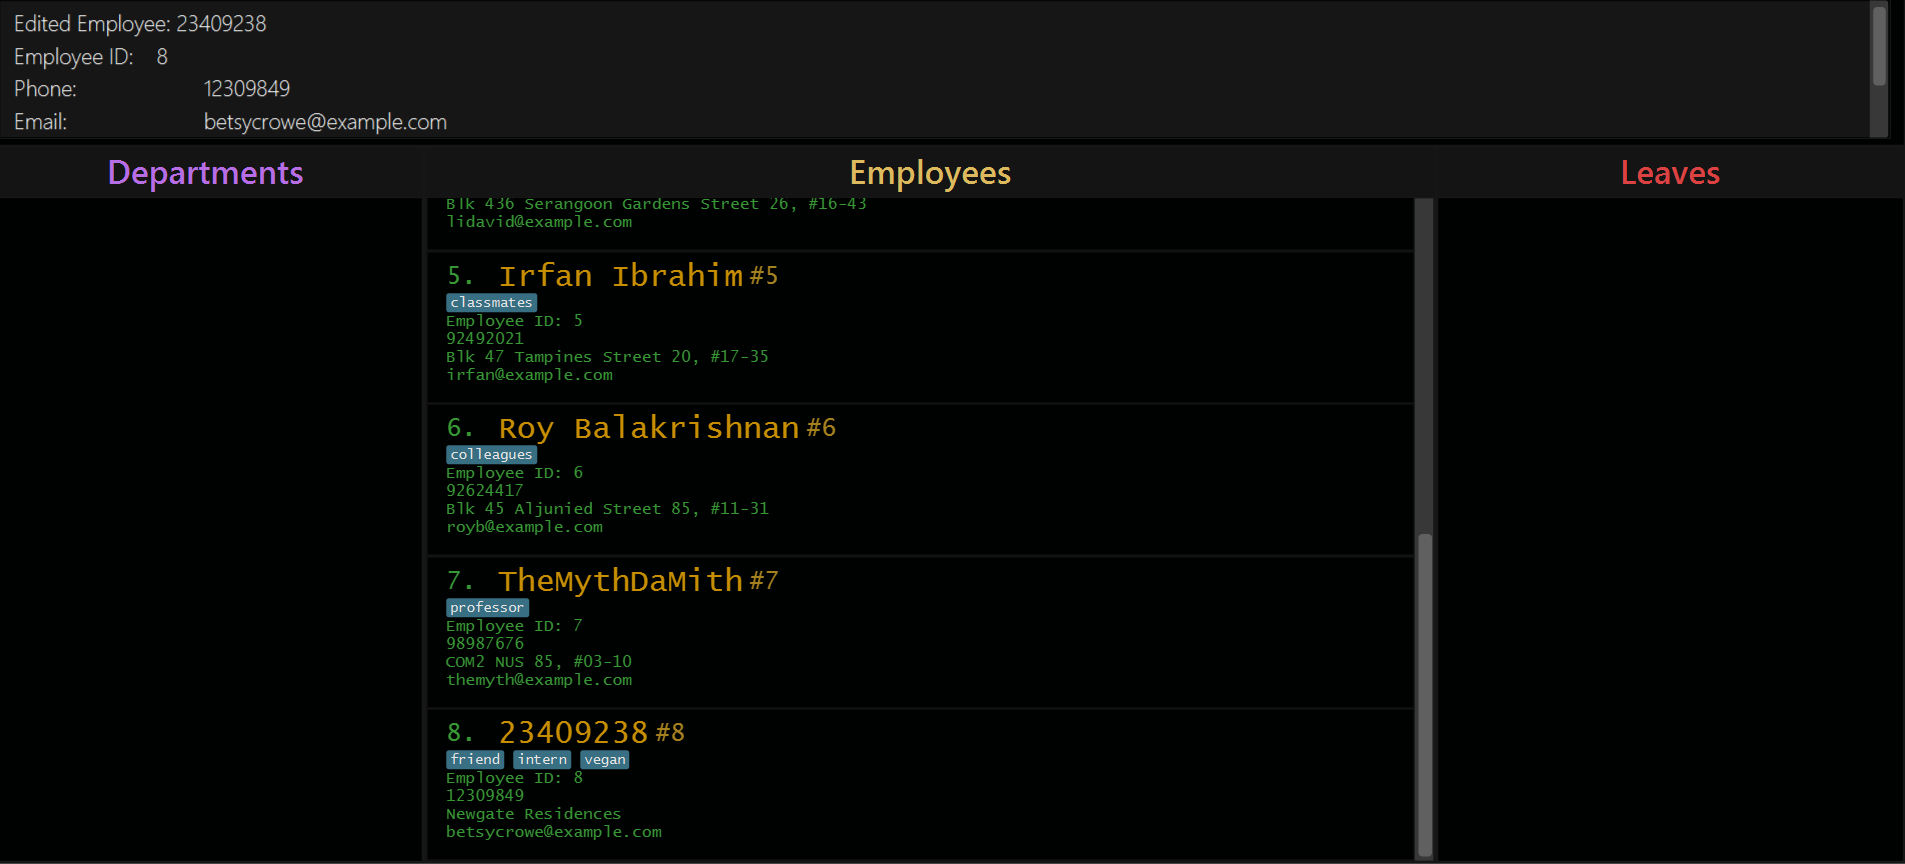 Edited Employee: 23409238
Employee ID: 8
Phone: 12309849
Email: betsycrowe@example.com
Departments
Employees
Leaves
Blk 436 Serangoon Gardens Street 26, #16-43
lidavid@example.com
5. Irfan Ibrahim #5
classmates
Employee ID: 5
92492021
Blk 47 Tampines Street 20, #17-35
irfan@example.com
6. Roy Balakrishnan #6
colleagues
Employee ID: 6
92624417
Blk 45 Aljunied Street 85, #11-31
royb@example.com
7. TheMythDaMith #7
professor
Employee ID: 7
98987676
COM2 NUS 85, #03-10
themyth@example.com
8. 23409238 #8
friend intern vegan
Employee ID: 8
12309849
Newgate Residences
betsycrowe@example.com